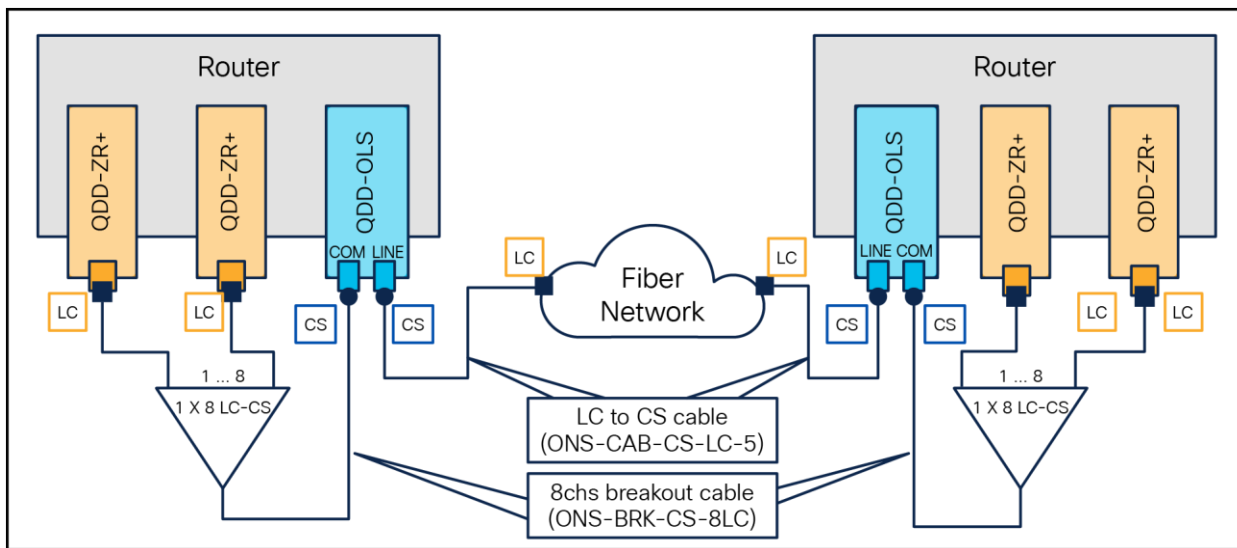 Router
Router
QDD-ZR+
QDD-ZR+
QDD-OLS
QDD-OLS
QDD-ZR+
QDD-ZR+
COM LINE
LINE COM
LC
LC
LC
LC
Fiber
Network
CS
CS
CS
CS
LC
LC
1 ... 8
1 X 8 LC-CS
1 ... 8
1 X 8 LC-CS
LC to CS cable
(ONS-CAB-CS-LC-5)
8chs breakout cable
(ONS-BRK-CS-8LC)